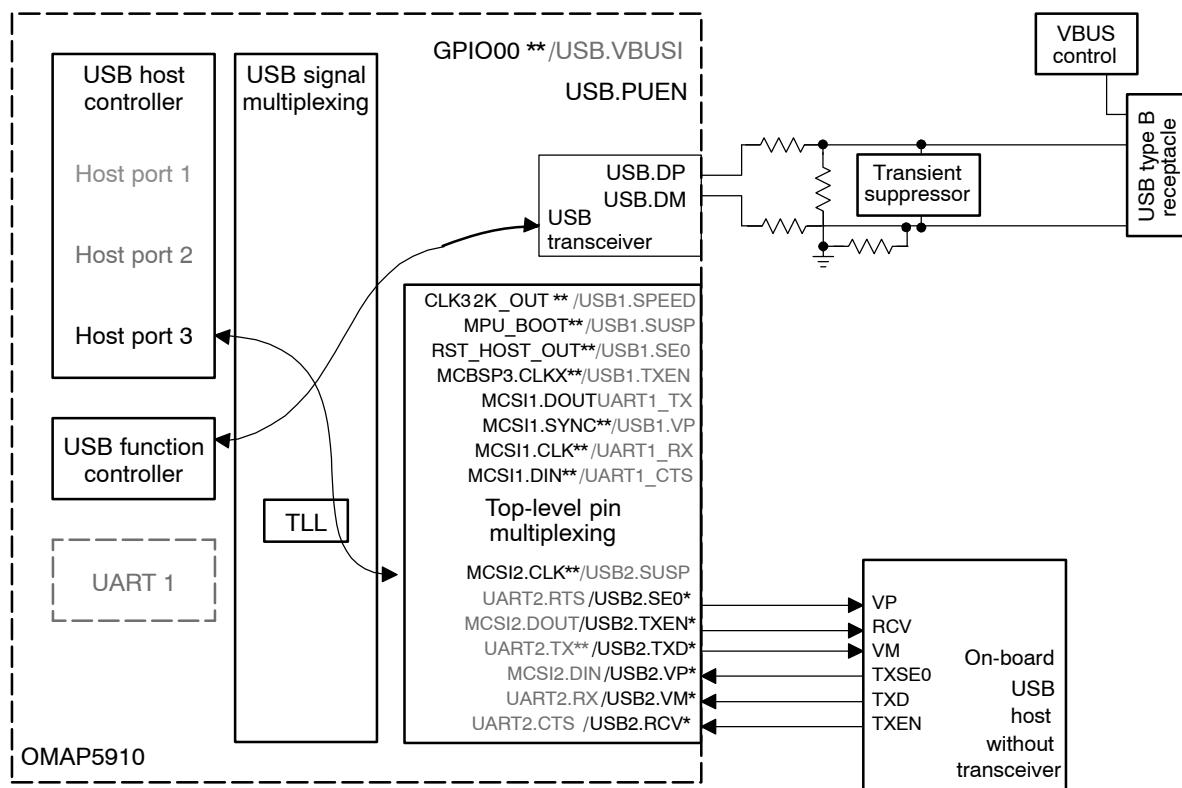 GPIO00 **/USB.VBUSI
USB.PUEN
VBUS
control
USB host
controller
Host port 1
Host port 2
Host port 3
USB signal
multiplexing
USB.DP
USB.DM
USB
transceiver
Transient
suppressor
USB type B
receptacle
USB function
controller
TLL
UART 1
CLK32K_OUT ** /USB1.SPEED
MPU_BOOT**/USB1.SUSP
RST_HOST_OUT**/USB1.SE0
MCBSP3.CLKX**/USB1.TXEN
MCSI1.DOUTUART1_TX
MCSI1.SYNC**/USB1.VP
MCSI1.CLK**/UART1_RX
MCSI1.DIN**/UART1_CTS
Top-level pin
multiplexing
MCSI2.CLK**/USB2.SUSP
UART2.RTS /USB2.SE0*
MCSI2.DOUT/USB2.TXEN*
UART2.TX**/USB2.TXD*
MCSI2.DIN/USB2.VP*
UART2.RX/USB2.VM*
UART2.CTS /USB2.RCV*
VP
RCV
VM
TXSE0
TXD
TXEN
On-board
USB
host
without
transceiver
OMAP5910